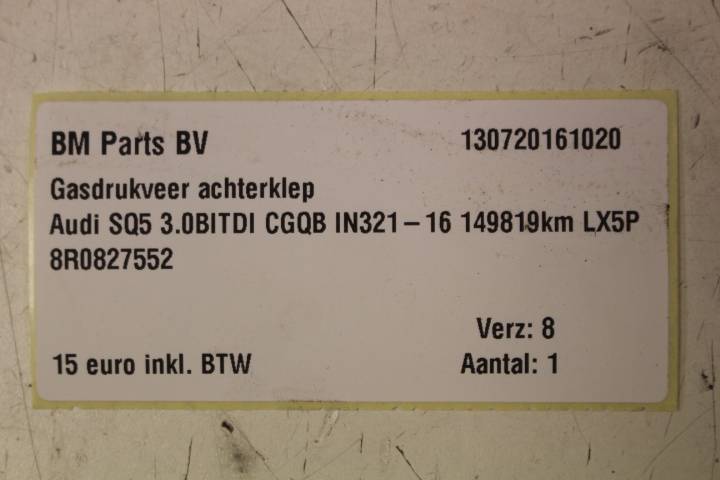 BM Parts BV 130720161020
Gasdrukveer achterklep
Audi SQ5 3.0BITDI CGQB IN321-16 149819km LX5P
8R0827552
Verz: 8
15 euro inkl. BTW Aantal: 1